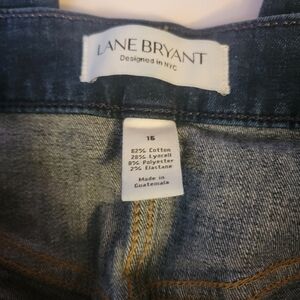 LANE BRYANT
Designed in NYC
16
62% Cotton
28% Lyocell
8% Polyester
2% Elastane
Made in
Guatemala